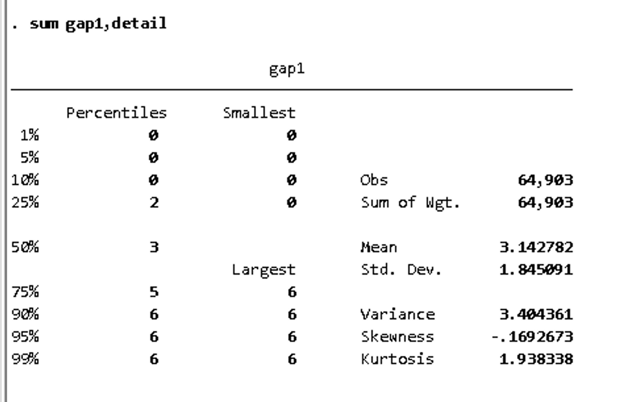 . sum gap1,detail
gap1
Percentiles Smallest
1% 0 0
5% 0 0
10% 0 0 Obs 64,903
25% 2 0 Sum of Wgt. 64,903
50% 3 Mean 3.142782
Largest Std. Dev. 1.845091
75% 5 6
90% 6 6 Variance 3.404361
95% 6 6 Skewness -.1692673
99% 6 6 Kurtosis 1.938338